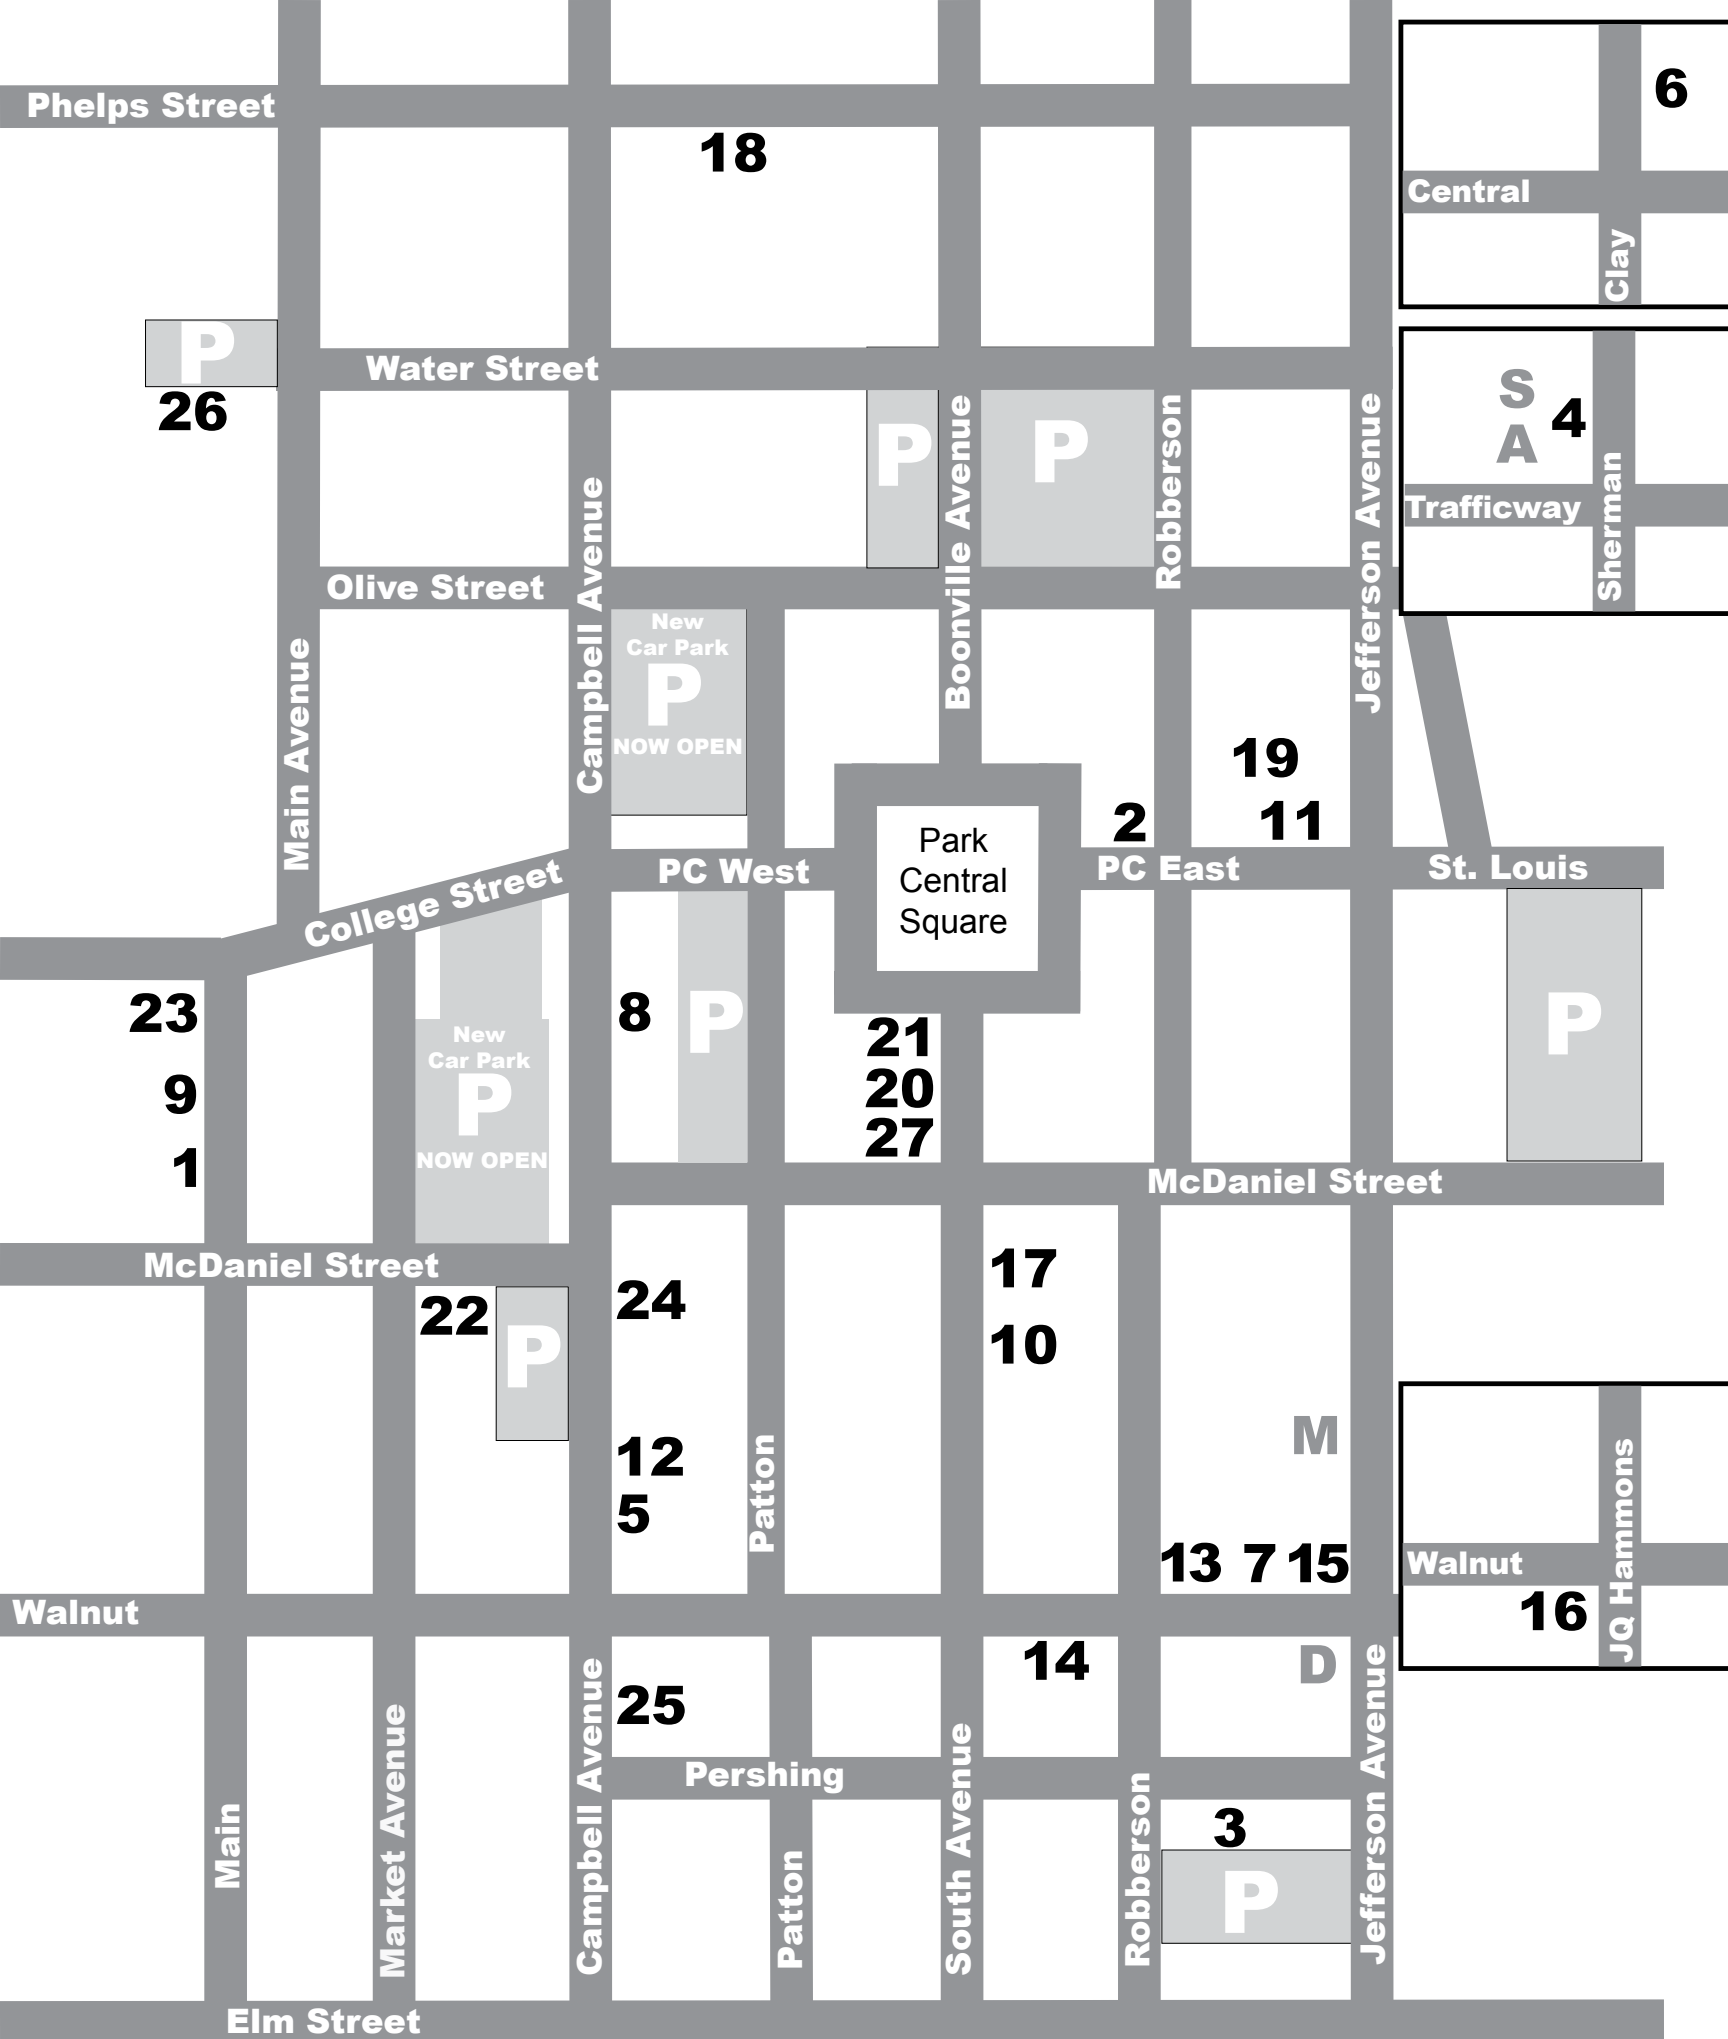 6
Phelps Street
18
Central
Clay
P
26
Water Street
S
A
4
P
P
Boonville Avenue
Robberson
Jefferson Avenue
Trafficway
Sherman
Campbell Avenue
Olive Street
New
Car Park
P
NOW OPEN
Main Avenue
19
2
11
Park
Central
Square
PC West
PC East
St. Louis
College Street
23
8
P
P
21
New
Car Park
P
NOW OPEN
9
20
27
1
McDaniel Street
McDaniel Street
22
P
24
17
10
M
12
5
Patton
13 7 15
Walnut
JQ Hammons
16
Walnut
14
D
25
Pershing
3
P
Main
Market Avenue
Campbell Avenue
Patton
South Avenue
Robberson
Jefferson Avenue
Elm Street